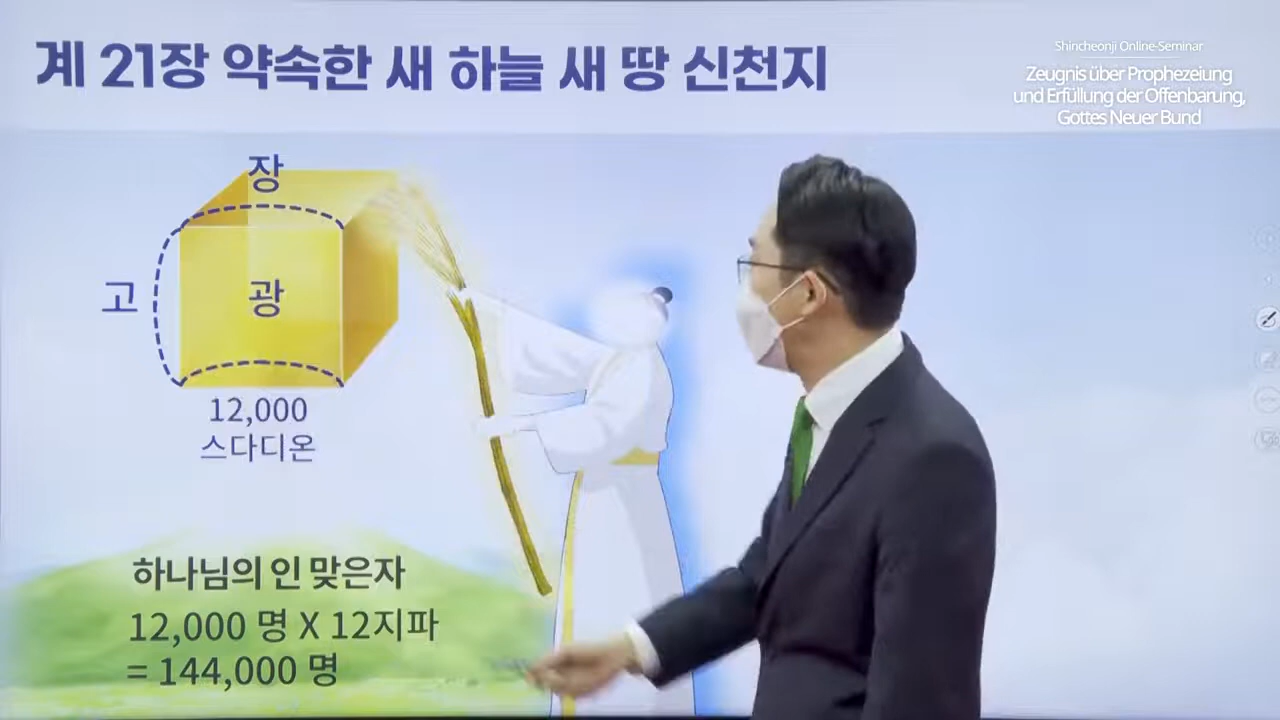 계 21장 약속한 새 하늘 새 땅 신천지
Shincheonji Online-Seminar
Zeugnis über Prophezeiung
und Erfüllung der Offenbarung,
Gottes Neuer Bund
장
고
광
12,000
스다디온
하나님의 인 맞은자
12,000 명 X 12지파
= 144,000 명